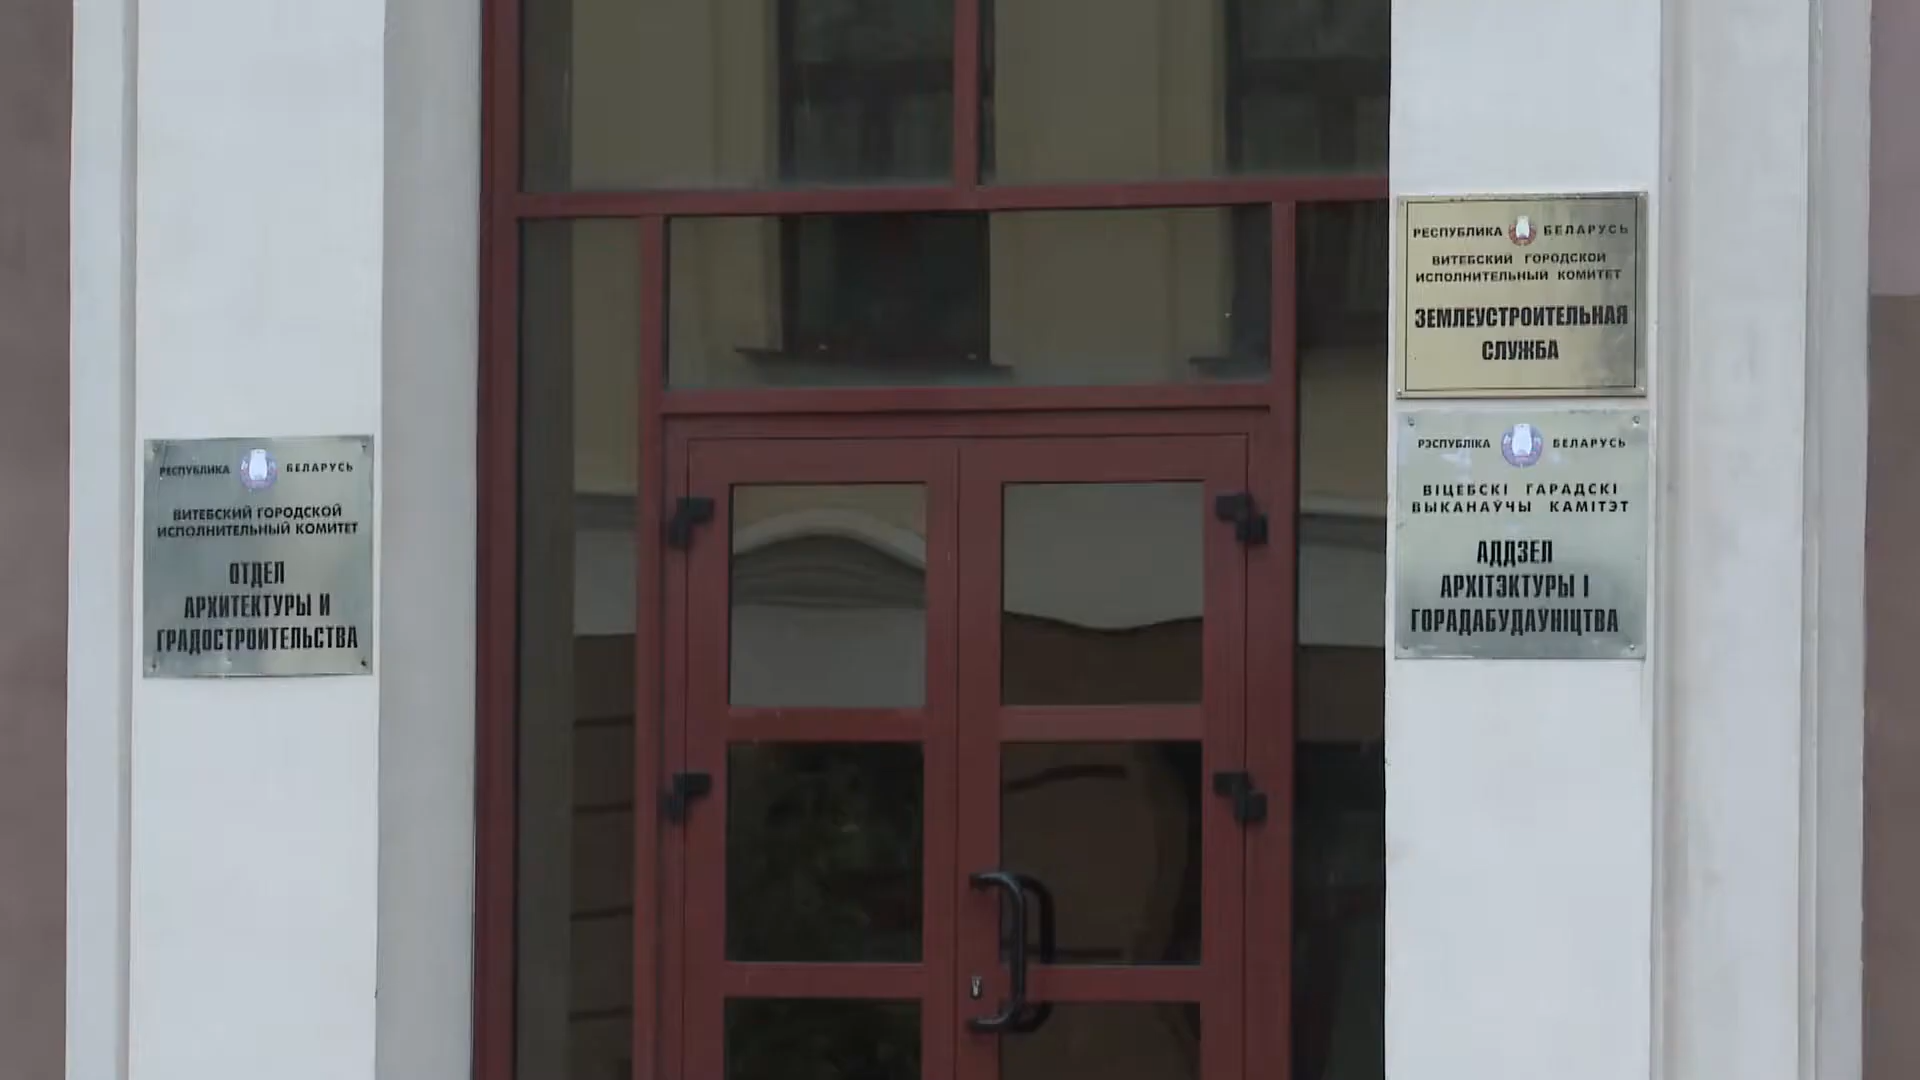 РЕСПУБЛИКА БЕЛАРУСЬ
ВИТЕБСКИЙ ГОРОДСКОЙ
ИСПОЛНИТЕЛЬНЫЙ КОМИТЕТ
ОТДЕЛ
АРХИТЕКТУРЫ И
ГРАДОСТРОИТЕЛЬСТВА
РЕСПУБЛИКА БЕЛАРУСЬ
ВИТЕБСКИЙ ГОРОДСКОЙ
ИСПОЛНИТЕЛЬНЫЙ КОМИТЕТ
ЗЕМЛЕУСТРОИТЕЛЬНАЯ
СЛУЖБА
РЭСПУБЛІКА БЕЛАРУСЬ
ВІЦЕБСКІ ГАРАДСКІ
ВЫКАНАЎЧЫ КАМІТЭТ
АДДЗЕЛ
АРХІТЭКТУРЫ І
ГОРАДАБУДАЎНІЦТВА